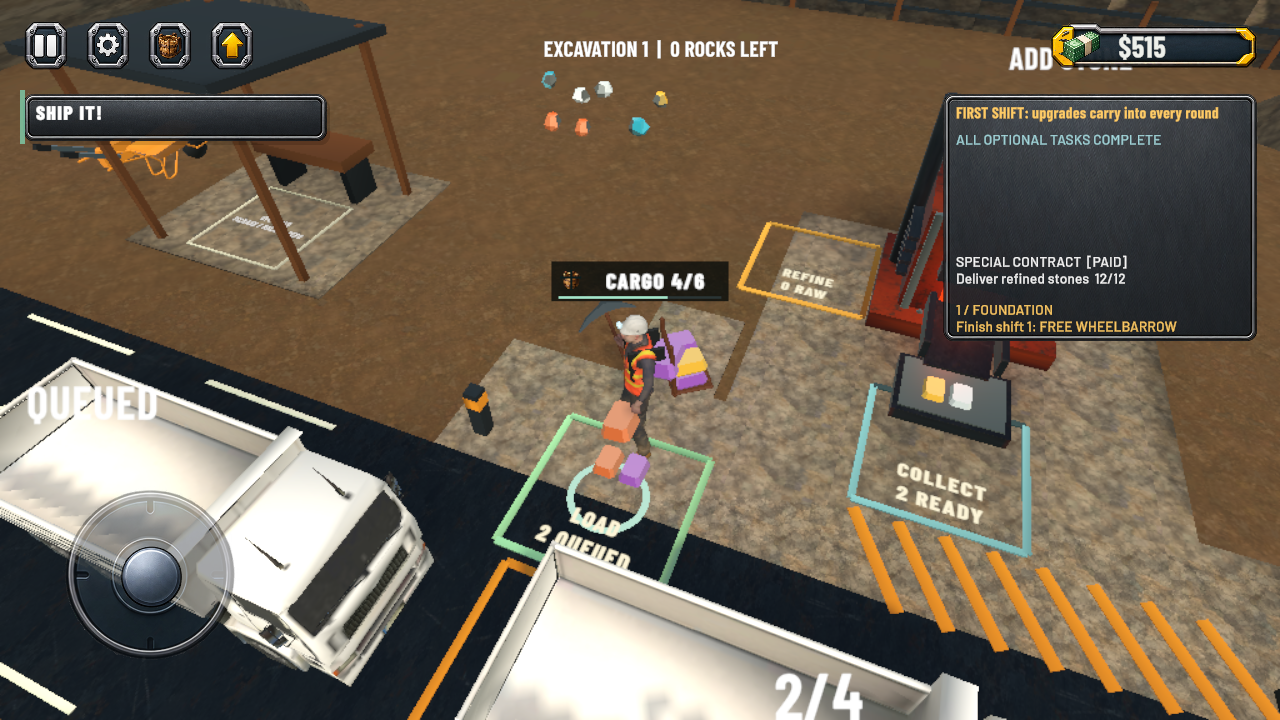 EXCAVATION 1 | 0 ROCKS LEFT
ADD
$515
SHIP IT!
FIRST SHIFT: upgrades carry into every round
ALL OPTIONAL TASKS COMPLETE
SPECIAL CONTRACT [PAID]
Deliver refined stones 12/12
1 / FOUNDATION
Finish shift 1: FREE WHEELBARROW
CARGO 4/6
REFINE
0 RAW
QUEUED
COLLECT
2 READY
LOAD
2 QUEUED
2/4